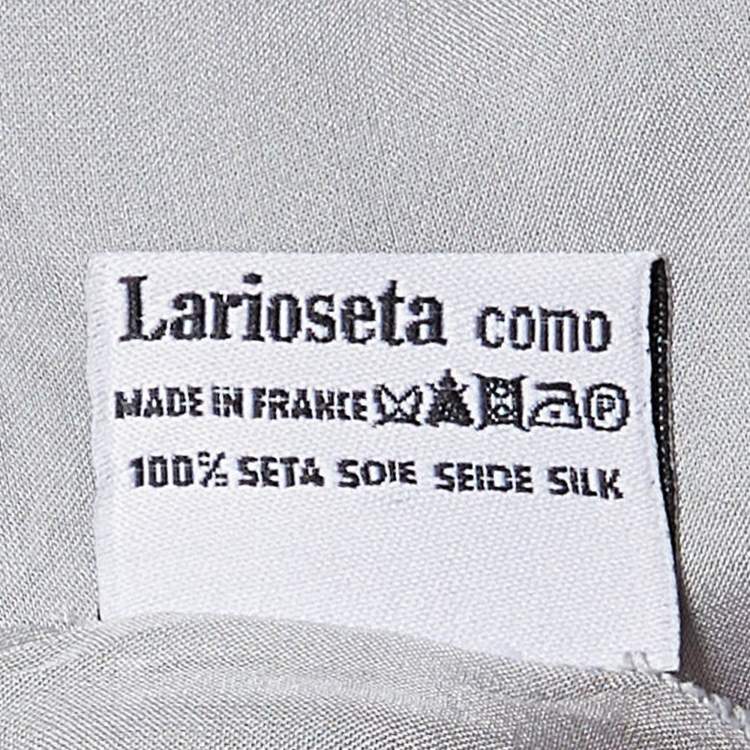 Larioseta como
MADE IN FRANCE P
100% SETA SOIE SEIDE SILK